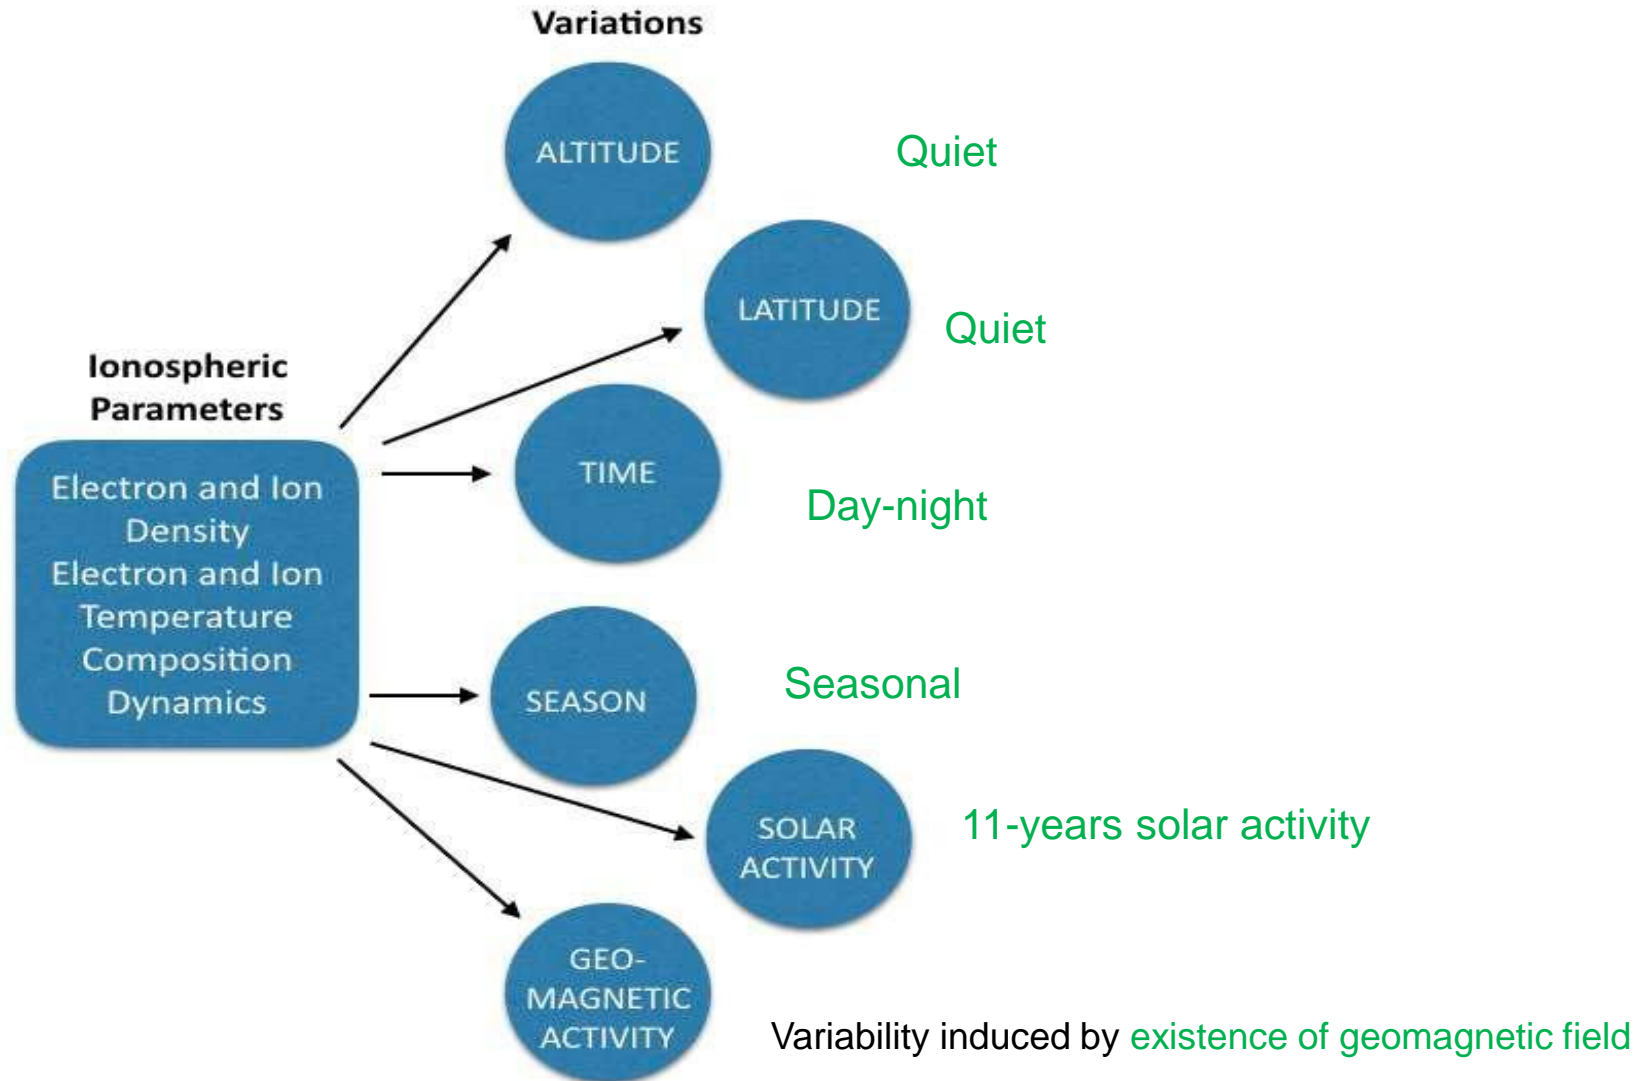 Variations
ALTITUDE
Quiet
LATITUDE
Quiet
Ionospheric
Parameters
Electron and Ion
Density
Electron and Ion
Temperature
Composition
Dynamics
TIME
Day-night
SEASON
Seasonal
SOLAR
ACTIVITY
11-years solar activity
GEO-
MAGNETIC
ACTIVITY
Variability induced by existence of geomagnetic field